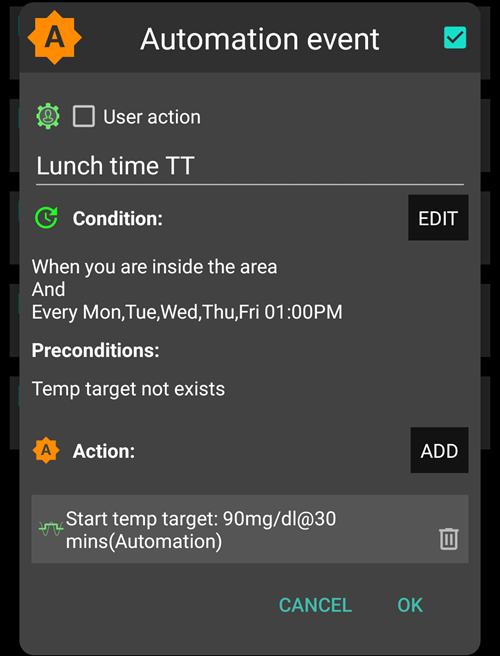 A
Automation event
User action
Lunch time TT
Condition:
EDIT
When you are inside the area
And
Every Mon,Tue,Wed,Thu,Fri 01:00PM
Preconditions:
Temp target not exists
A
Action:
ADD
Start temp target: 90mg/dl@30
mins(Automation)
CANCEL
OK